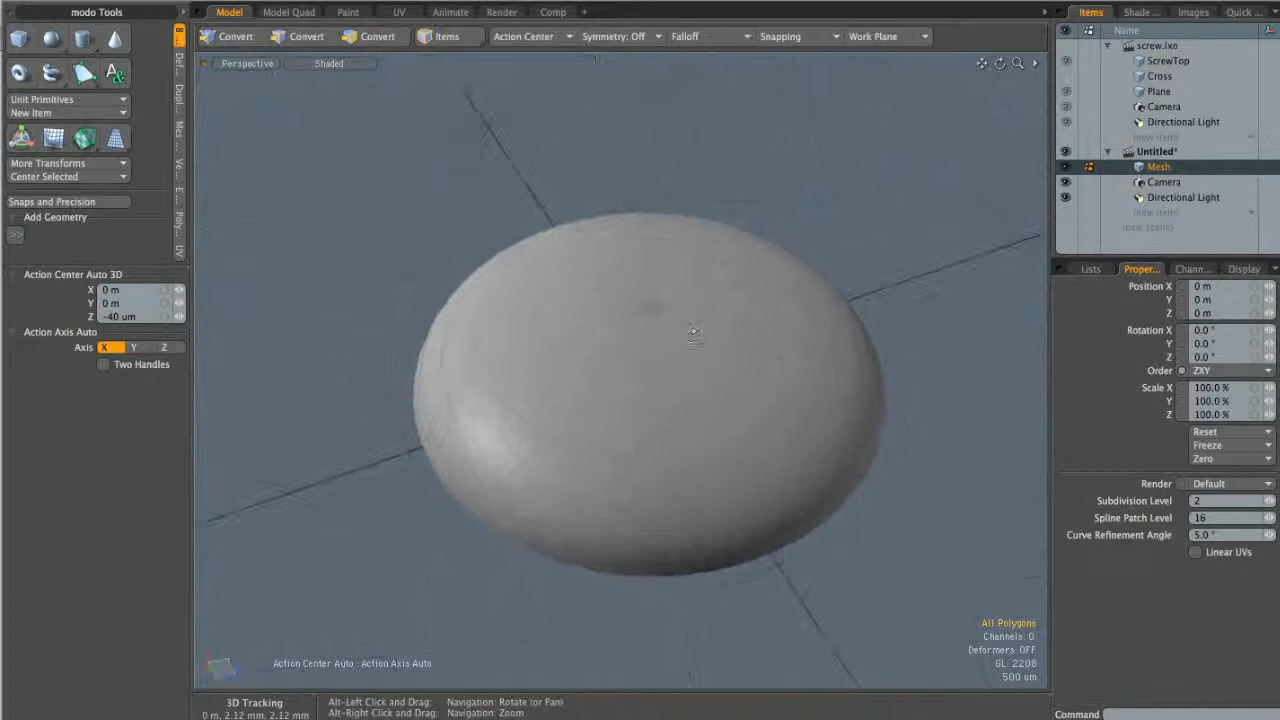 modo Tools
Model
Model Quad
Paint
UV
Animate
Render
Comp
+
Items
Shade ...
Images
Quick ...
Convert
Convert
Convert
Items
Action Center
Symmetry: Off
Falloff
Snapping
Work Plane
Perspective
Shaded
Name
screw.lxo
ScrewTop
Cross
Plane
Camera
Directional Light
(new item)
Untitled*
Mesh
Camera
Directional Light
(new item)
(new scene)
Unit Primitives
New Item
More Transforms
Center Selected
Snaps and Precision
Add Geometry
>>
Def...
Dupl...
Mes...
Ve...
E...
Poly...
UV
Action Center Auto 3D
X 0 m
Y 0 m
Z -40 um
Action Axis Auto
Axis X Y Z
Two Handles
Lists
Proper...
Chann...
Display
Position X 0 m
Y 0 m
Z 0 m
Rotation X 0.0 °
Y 0.0 °
Z 0.0 °
Order ZXY
Scale X 100.0 %
Y 100.0 %
Z 100.0 %
Reset
Freeze
Zero
Render Default
Subdivision Level 2
Spline Patch Level 16
Curve Refinement Angle 5.0 °
Linear UVs
All Polygons
Channels: 0
Deformers: OFF
GL: 2208
500 um
Action Center Auto : Action Axis Auto
3D Tracking
0 m, 2.12 mm, 2.12 mm
Alt-Left Click and Drag: Navigation: Rotate (or Pan)
Alt-Right Click and Drag: Navigation: Zoom
Command